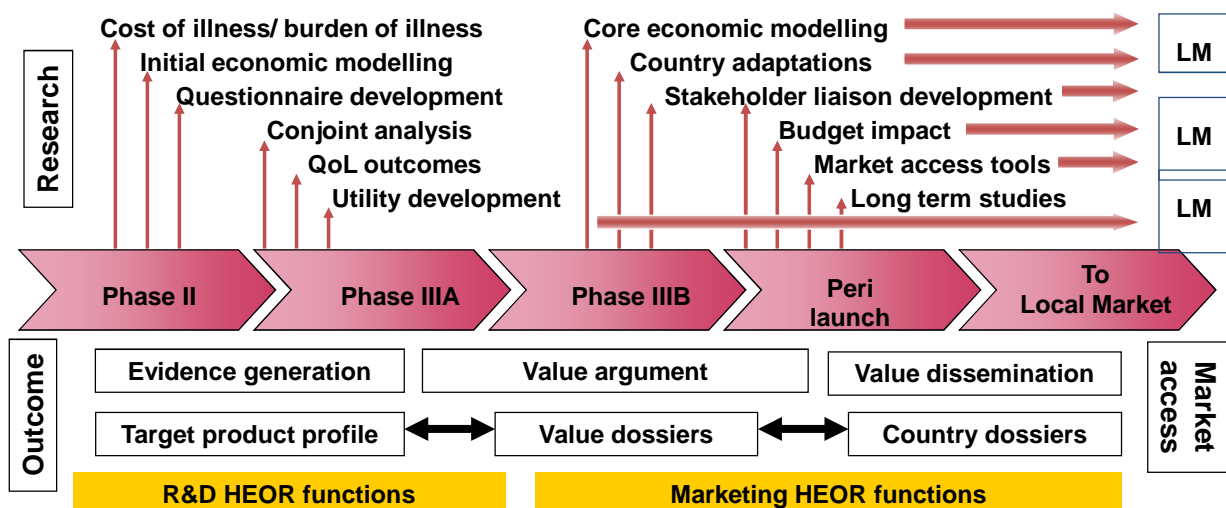 Research
Cost of illness/ burden of illness
Initial economic modelling
Questionnaire development
Conjoint analysis
QoL outcomes
Utility development
Core economic modelling
Country adaptations
Stakeholder liaison development
Budget impact
Market access tools
Long term studies
LM
LM
LM
Phase II
Phase IIIA
Phase IIIB
Peri
launch
To
Local Market
Outcome
Evidence generation
Value argument
Value dissemination
Target product profile
Value dossiers
Country dossiers
Market
access
R&D HEOR functions
Marketing HEOR functions